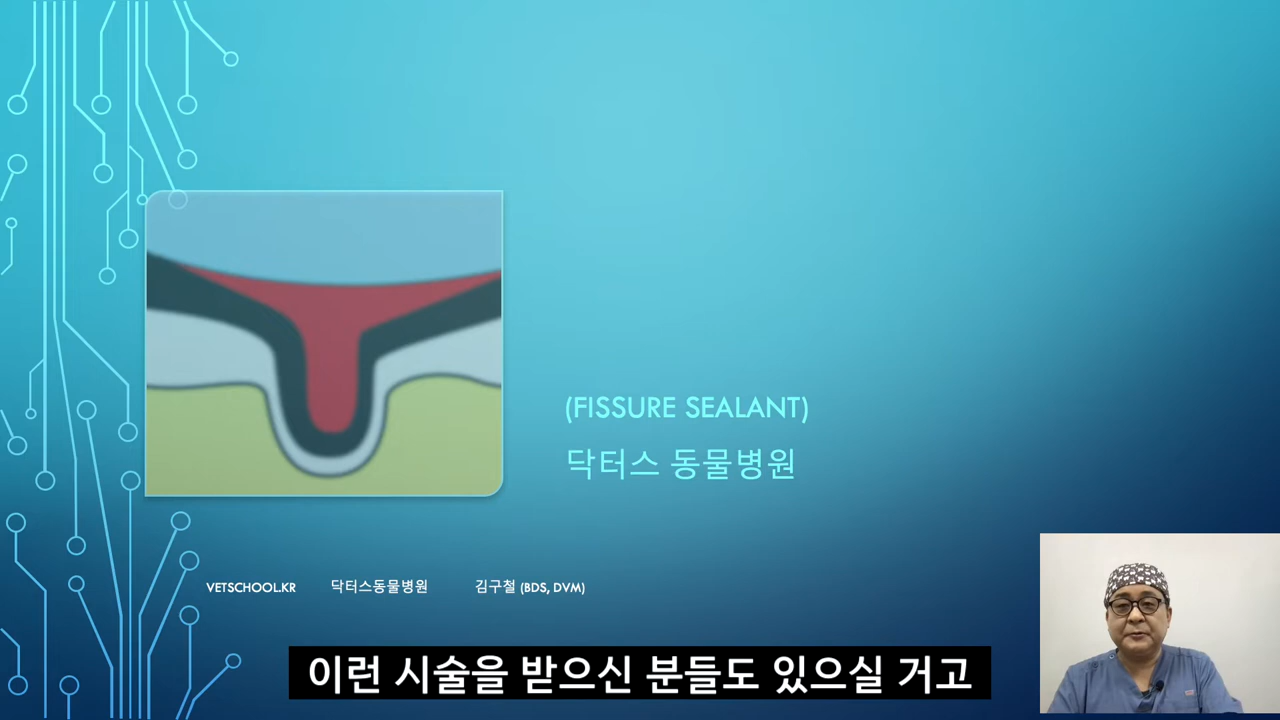 (FISSURE SEALANT)
닥터스 동물병원
VETSCHOOL.KR 닥터스동물병원 김구철 (BDS, DVM)
이런 시술을 받으신 분들도 있으실 거고